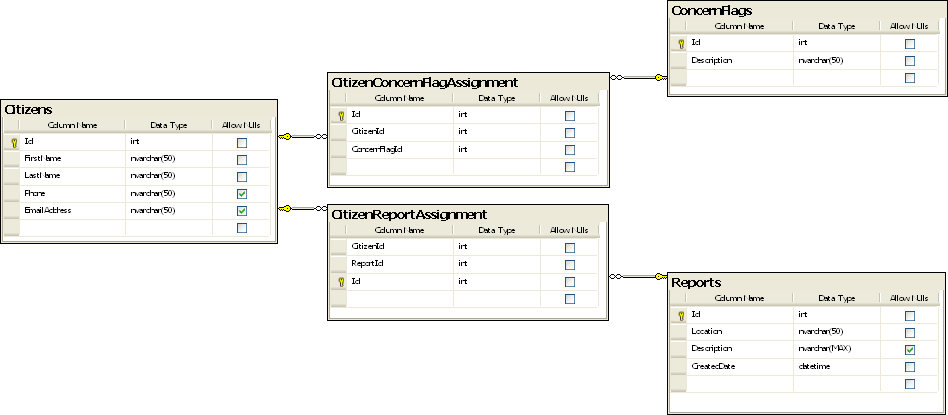 ConcernFlags
Column Name Data Type Allow Nulls
Id int
Description nvarchar(50)
CitizenConcernFlagAssignment
Column Name Data Type Allow Nulls
Id int
CitizenId int
ConcernFlagId int
Citizens
Column Name Data Type Allow Nulls
Id int
FirstName nvarchar(50)
LastName nvarchar(50)
Phone nvarchar(50)
EmailAddress nvarchar(50)
CitizenReportAssignment
Column Name Data Type Allow Nulls
CitizenId int
ReportId int
Id int
Reports
Column Name Data Type Allow Nulls
Id int
Location nvarchar(50)
Description nvarchar(MAX)
CreatedDate datetime